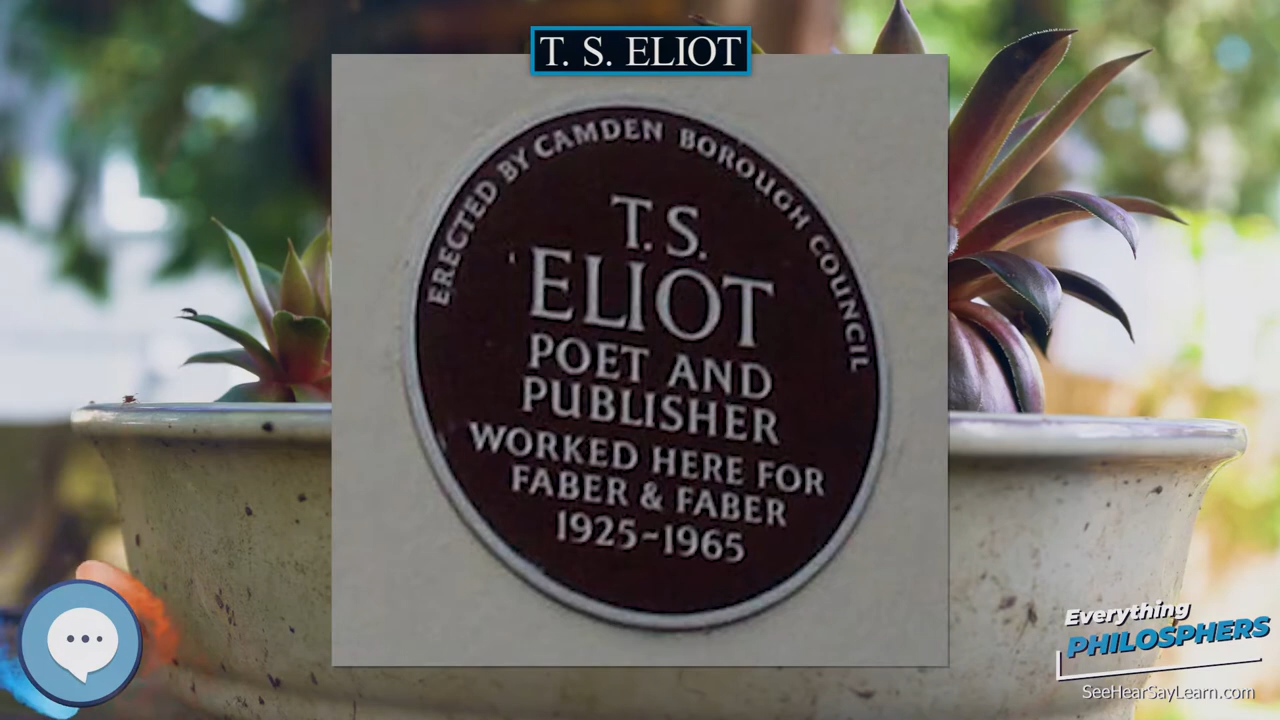 T. S. ELIOT
ERECTED BY CAMDEN BOROUGH COUNCIL
T. S.
ELIOT
POET AND
PUBLISHER
WORKED HERE FOR
FABER & FABER
1925~1965
Everything
PHILOSPHERS
SeeHearSayLearn.com